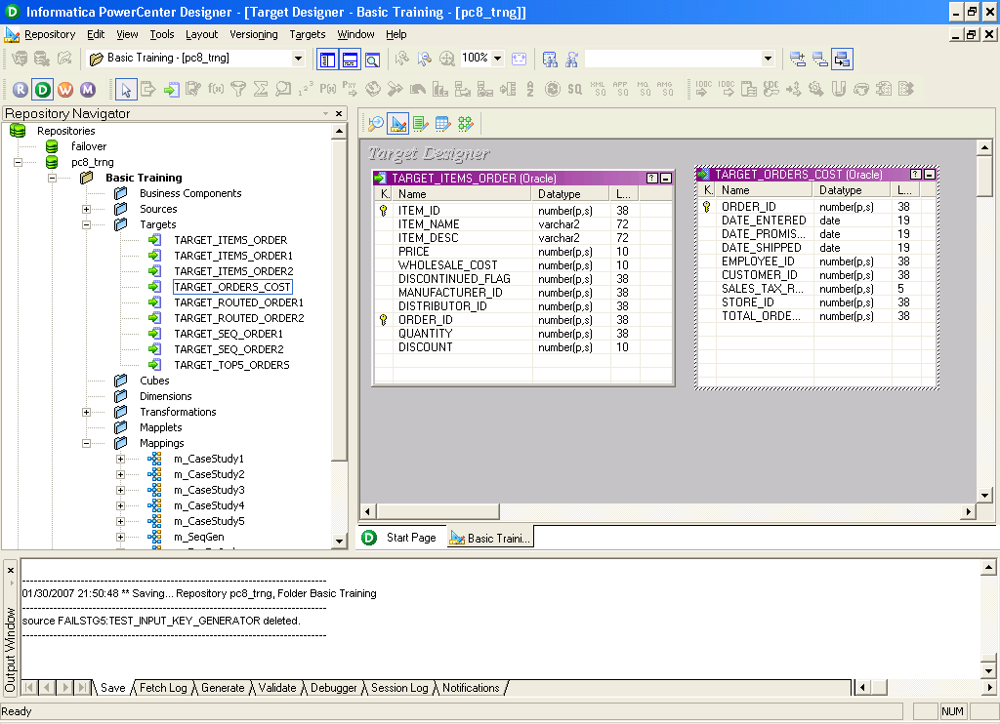 Informatica PowerCenter Designer - [Target Designer - Basic Training - [pc8_trng]]
Repository Edit View Tools Layout Versioning Targets Window Help
Basic Training - [pc8_trng] 100%
R D W M
Repository Navigator
Repositories
failover
pc8_trng
Basic Training
Business Components
Sources
Targets
TARGET_ITEMS_ORDER
TARGET_ITEMS_ORDER1
TARGET_ITEMS_ORDER2
TARGET_ORDERS_COST
TARGET_ROUTED_ORDER1
TARGET_ROUTED_ORDER2
TARGET_SEQ_ORDER1
TARGET_SEQ_ORDER2
TARGET_TOP5_ORDERS
Cubes
Dimensions
Transformations
Mapplets
Mappings
m_CaseStudy1
m_CaseStudy2
m_CaseStudy3
m_CaseStudy4
m_CaseStudy5
m_SeqGen
Target Designer
TARGET_ITEMS_ORDER (Oracle)
K. Name Datatype L...
ITEM_ID number(p,s) 38
ITEM_NAME varchar2 72
ITEM_DESC varchar2 72
PRICE number(p,s) 10
WHOLESALE_COST number(p,s) 10
DISCONTINUED_FLAG number(p,s) 38
MANUFACTURER_ID number(p,s) 38
DISTRIBUTOR_ID number(p,s) 38
ORDER_ID number(p,s) 38
QUANTITY number(p,s) 38
DISCOUNT number(p,s) 10
TARGET_ORDERS_COST (Oracle)
K. Name Datatype L...
ORDER_ID number(p,s) 38
DATE_ENTERED date 19
DATE_PROMIS... date 19
DATE_SHIPPED date 19
EMPLOYEE_ID number(p,s) 38
CUSTOMER_ID number(p,s) 38
SALES_TAX_R... number(p,s) 5
STORE_ID number(p,s) 38
TOTAL_ORDE... number(p,s) 38
Start Page Basic Traini...
Output Window
01/30/2007 21:50:48 ** Saving... Repository pc8_trng, Folder Basic Training
source FAILSTG5:TEST_INPUT_KEY_GENERATOR deleted.
Save Fetch Log Generate Validate Debugger Session Log Notifications
Ready NUM